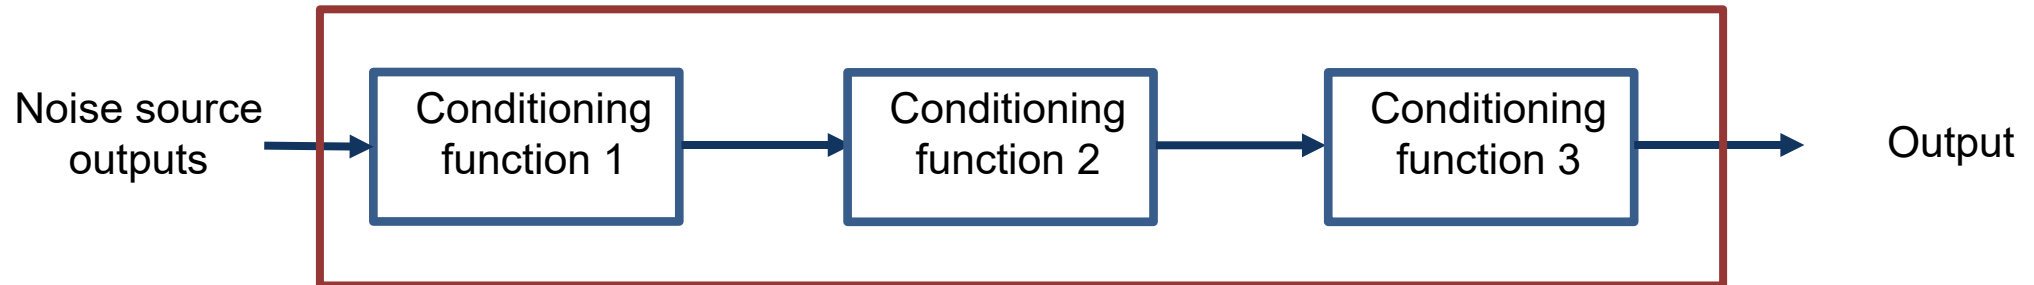 Noise source
outputs
Conditioning
function 1
Conditioning
function 2
Conditioning
function 3
Output